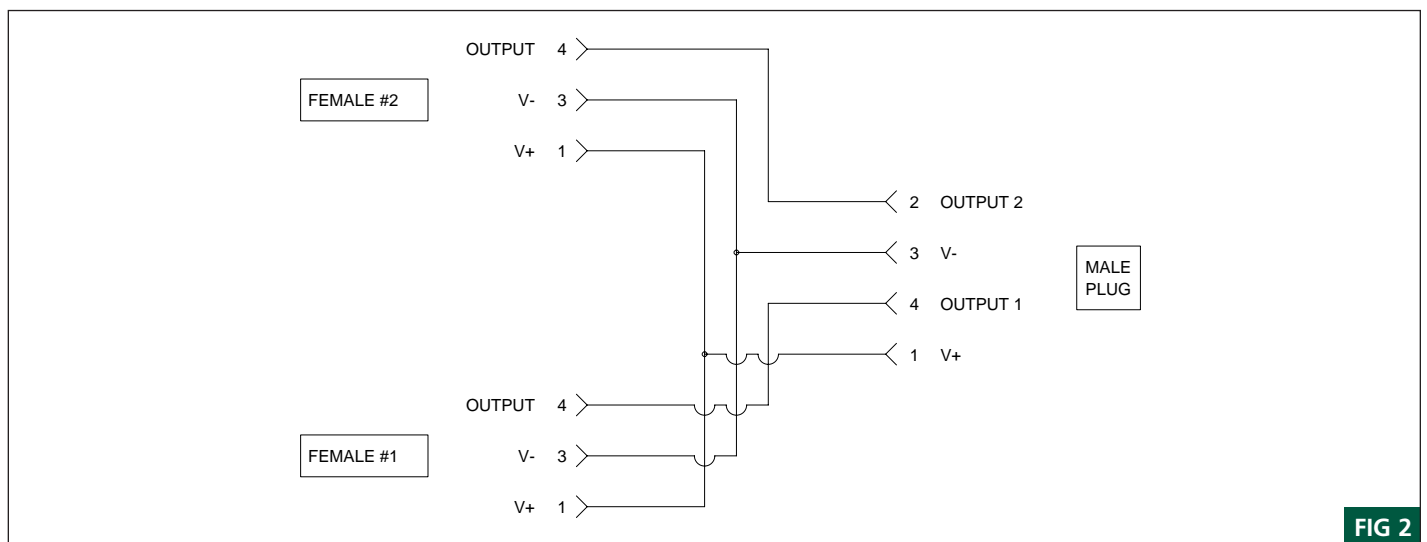 OUTPUT 4
FEMALE #2
V- 3
V+ 1
2 OUTPUT 2
3 V-
MALE
PLUG
4 OUTPUT 1
1 V+
OUTPUT 4
FEMALE #1
V- 3
V+ 1
FIG 2